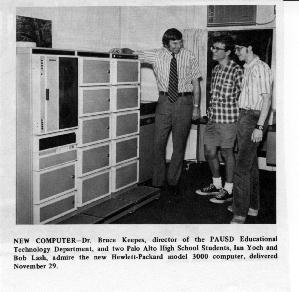 NEW COMPUTER—Dr. Bruce Keepes, director of the PAUSD Educational
Technology Department, and two Palo Alto High School Students, Ian Yoch and
Bob Lash, admire the new Hewlett-Packard model 3000 computer, delivered
November 29.